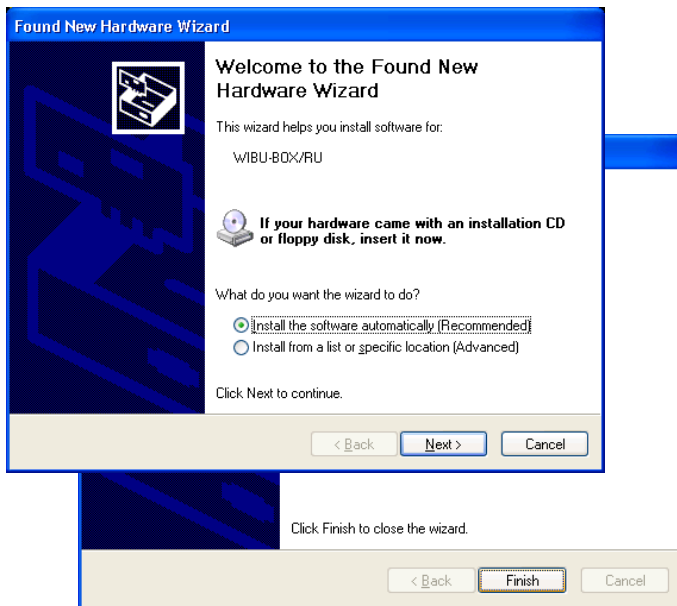 Found New Hardware Wizard
Welcome to the Found New
Hardware Wizard
This wizard helps you install software for:
WIBU-BOX/RU
If your hardware came with an installation CD
or floppy disk, insert it now.
What do you want the wizard to do?
Install the software automatically (Recommended)
Install from a list or specific location (Advanced)
Click Next to continue.
< Back Next > Cancel
Click Finish to close the wizard.
< Back Finish Cancel